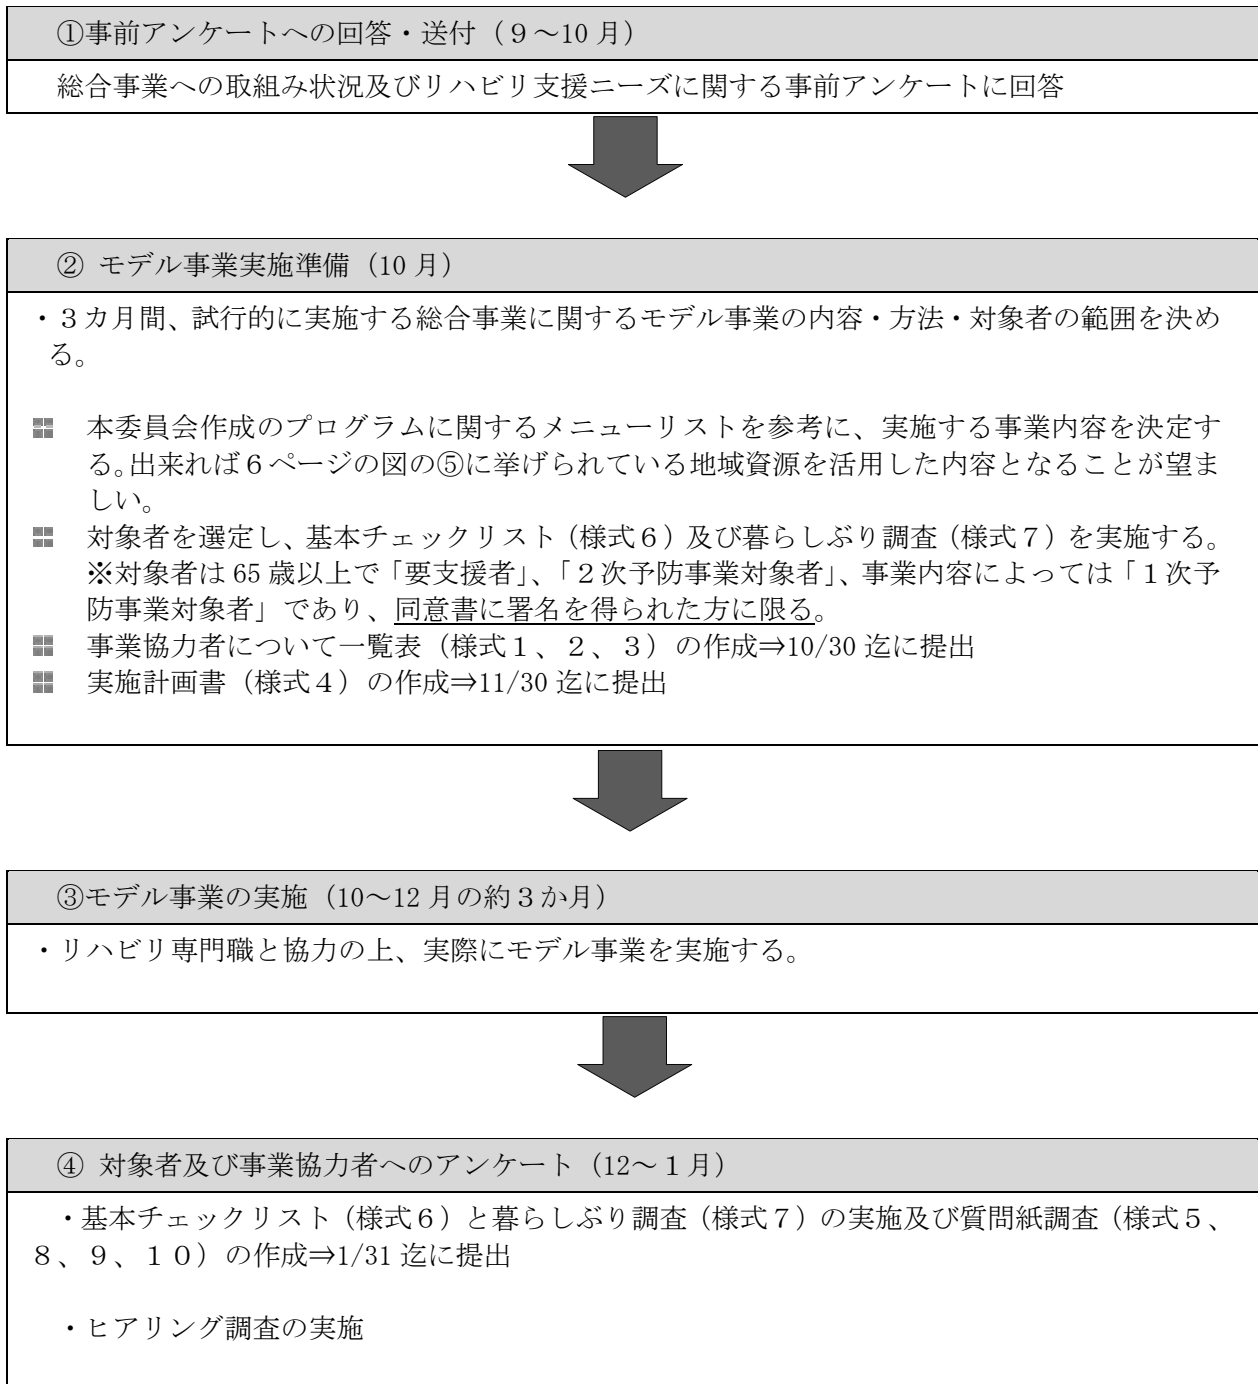 ①事前アンケートへの回答・送付（９～10 月）
総合事業への取組み状況及びリハビリ支援ニーズに関する事前アンケートに回答
② モデル事業実施準備（10 月）
・３カ月間、試行的に実施する総合事業に関するモデル事業の内容・方法・対象者の範囲を決め
る。
本委員会作成のプログラムに関するメニューリストを参考に、実施する事業内容を決定す
る。出来れば６ページの図の⑤に挙げられている地域資源を活用した内容となることが望ま
しい。
対象者を選定し、基本チェックリスト（様式６）及び暮らしぶり調査（様式７）を実施する。
※対象者は 65 歳以上で「要支援者」、「２次予防事業対象者」、事業内容によっては「１次予
防事業対象者」であり、同意書に署名を得られた方に限る。
事業協力者について一覧表（様式１、２、３）の作成⇒10/30 迄に提出
実施計画書（様式４）の作成⇒11/30 迄に提出
③モデル事業の実施（10～12 月の約３か月）
・リハビリ専門職と協力の上、実際にモデル事業を実施する。
④ 対象者及び事業協力者へのアンケート（12～１月）
・基本チェックリスト（様式６）と暮らしぶり調査（様式７）の実施及び質問紙調査（様式５、
８、９、１０）の作成⇒1/31 迄に提出
・ヒアリング調査の実施